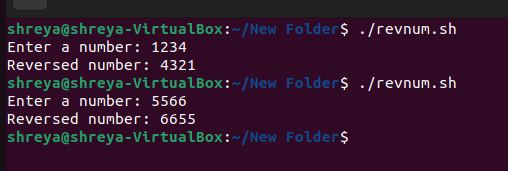 shreya@shreya-VirtualBox:~/New Folder$ ./revnum.sh
Enter a number: 1234
Reversed number: 4321
shreya@shreya-VirtualBox:~/New Folder$ ./revnum.sh
Enter a number: 5566
Reversed number: 6655
shreya@shreya-VirtualBox:~/New Folder$